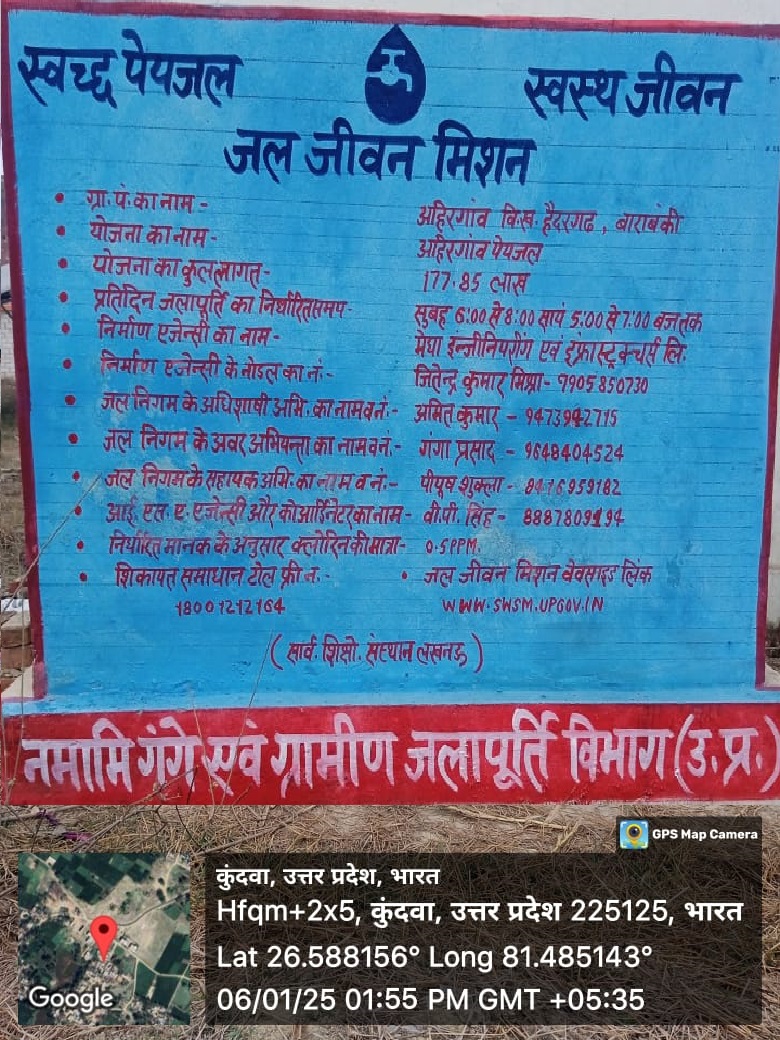 स्वच्छ पेयजल
स्वस्थ जीवन
जल जीवन मिशन
• ग्रा. पं. का नाम - अहिरगांव वि.ख. हैदरगढ़ , बाराबंकी
• योजना का नाम - अहिरगांव पेयजल
• योजना का कुल लागत - 177.85 लाख
• प्रतिदिन जलापूर्ति का निर्धारित समय - सुबह 6:00 से 8:00 सायं 5:00 से 7:00 बजे तक
• निर्माण एजेन्सी का नाम - मेघा इन्जीनियरींग एवं इंफ्रास्ट्रक्चर्स लि.
• निर्माण एजेन्सी के नोडल का नं. - जितेन्द्र कुमार मिश्रा - 7905850730
• जल निगम के अधिशाषी अभि. का नाम व नं. - अमित कुमार - 9473942715
• जल निगम के अवर अभियन्ता का नाम व नं. - गंगा प्रसाद - 9648404524
• जल निगम के सहायक अभि. का नाम व नं. - पीयूष शुक्ला - 8416959182
• आई. एस. ए. एजेन्सी और कोआर्डिनेटर का नाम - वी.पी. सिंह - 8887809194
• निर्धारित मानक के अनुसार क्लोरिन की मात्रा - 0.5PPM.
• शिकायत समाधान टोल फ्री नं. - • जल जीवन मिशन वेवसाइड लिंक
18001212164 WWW.SWSM.UPGOV.IN
( सार्व. शिक्षो. संस्थान लखनऊ )
नमामि गंगे एवं ग्रामीण जलापूर्ति विभाग (उ.प्र.)
GPS Map Camera
कुंदवा, उत्तर प्रदेश, भारत
Hfqm+2x5, कुंदवा, उत्तर प्रदेश 225125, भारत
Lat 26.588156° Long 81.485143°
06/01/25 01:55 PM GMT +05:35
Google